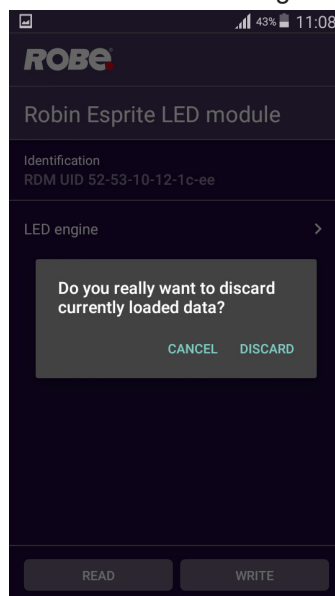 43% 11:08
ROBE
Robin Esprite LED module
Identification
RDM UID 52-53-10-12-1c-ee
LED engine
Do you really want to discard
currently loaded data?
CANCEL DISCARD
READ WRITE